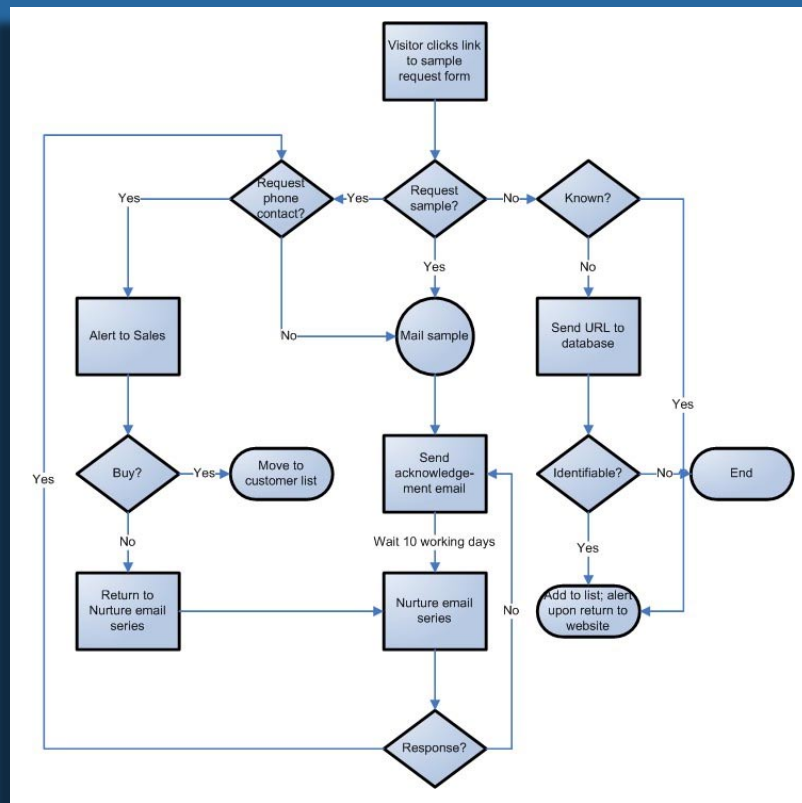 Visitor clicks link
to sample
request form
Request
phone
contact?
Yes
Yes
Request
sample?
No
Known?
Yes
No
Alert to Sales
No
Mail sample
Send URL to
database
Yes
Buy?
Yes
Move to
customer list
Yes
Send
acknowledge-
ment email
Identifiable?
No
End
No
Wait 10 working days
Yes
Return to
Nurture email
series
Nurture email
series
No
Add to list; alert
upon return to
website
Response?